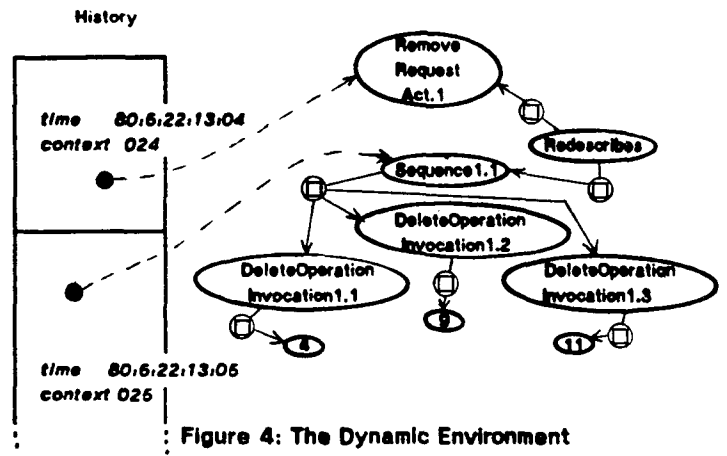 History
Remove
Request
Act.1
time 80:6:22:13:04
context 024
Redescribes
Sequence1.1
DeleteOperation
Invocation1.2
DeleteOperation
Invocation1.1
DeleteOperation
Invocation1.3
9
4
11
time 80:6:22:13:05
context 025
Figure 4: The Dynamic Environment